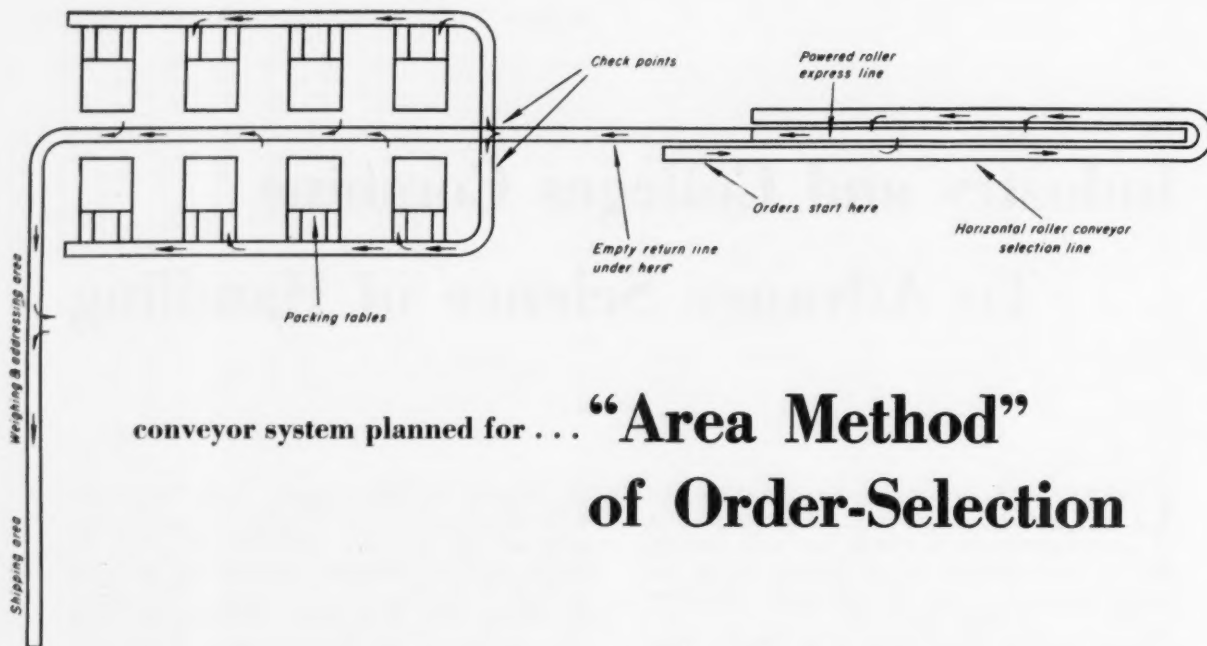 Check points
Powered roller
express line
Orders start here
Horizontal roller conveyor
selection line
Empty return line
under here
Packing tables
Weighing & addressing area
Shipping area
conveyor system planned for . . . “Area Method”
of Order-Selection